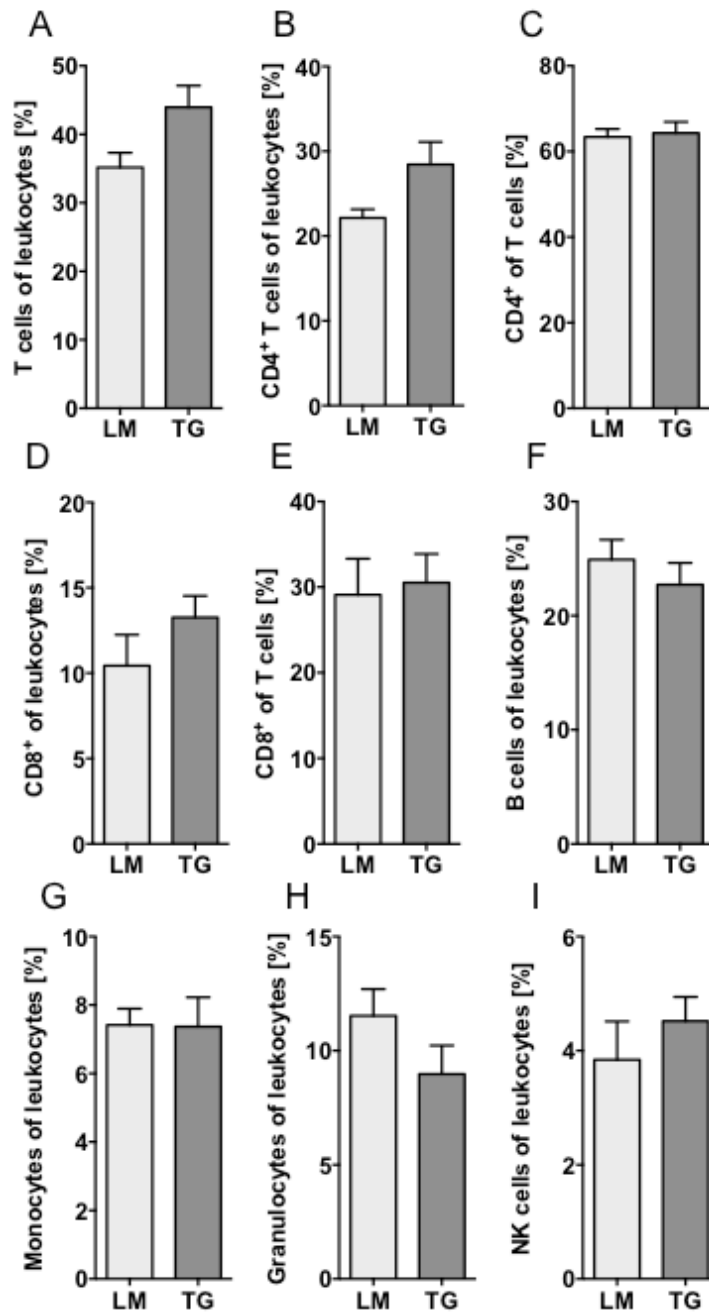 A
T cells of leukocytes [%]
50
40
30
20
10
0
LM TG
B
CD4⁺ T cells of leukocytes [%]
40
30
20
10
0
LM TG
C
CD4⁺ of T cells [%]
80
60
40
20
0
LM TG
D
CD8⁺ of leukocytes [%]
20
15
10
5
0
LM TG
E
CD8⁺ of T cells [%]
40
30
20
10
0
LM TG
F
B cells of leukocytes [%]
30
20
10
0
LM TG
G
Monocytes of leukocytes [%]
10
8
6
4
2
0
LM TG
H
Granulocytes of leukocytes [%]
15
10
5
0
LM TG
I
NK cells of leukocytes [%]
6
4
2
0
LM TG